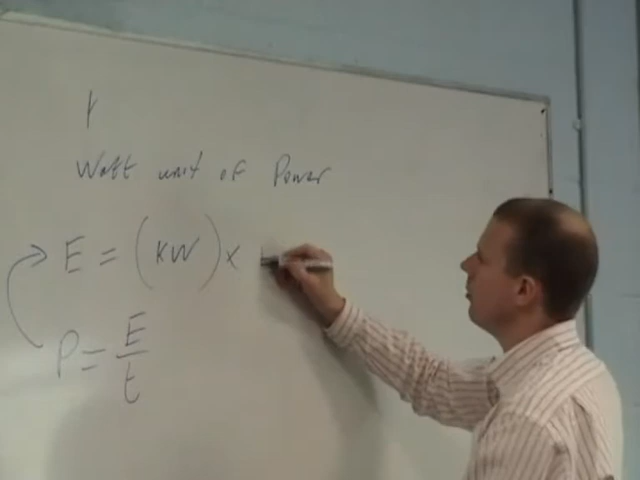 Watt unit of Power
E = (KW) x
P = E/t